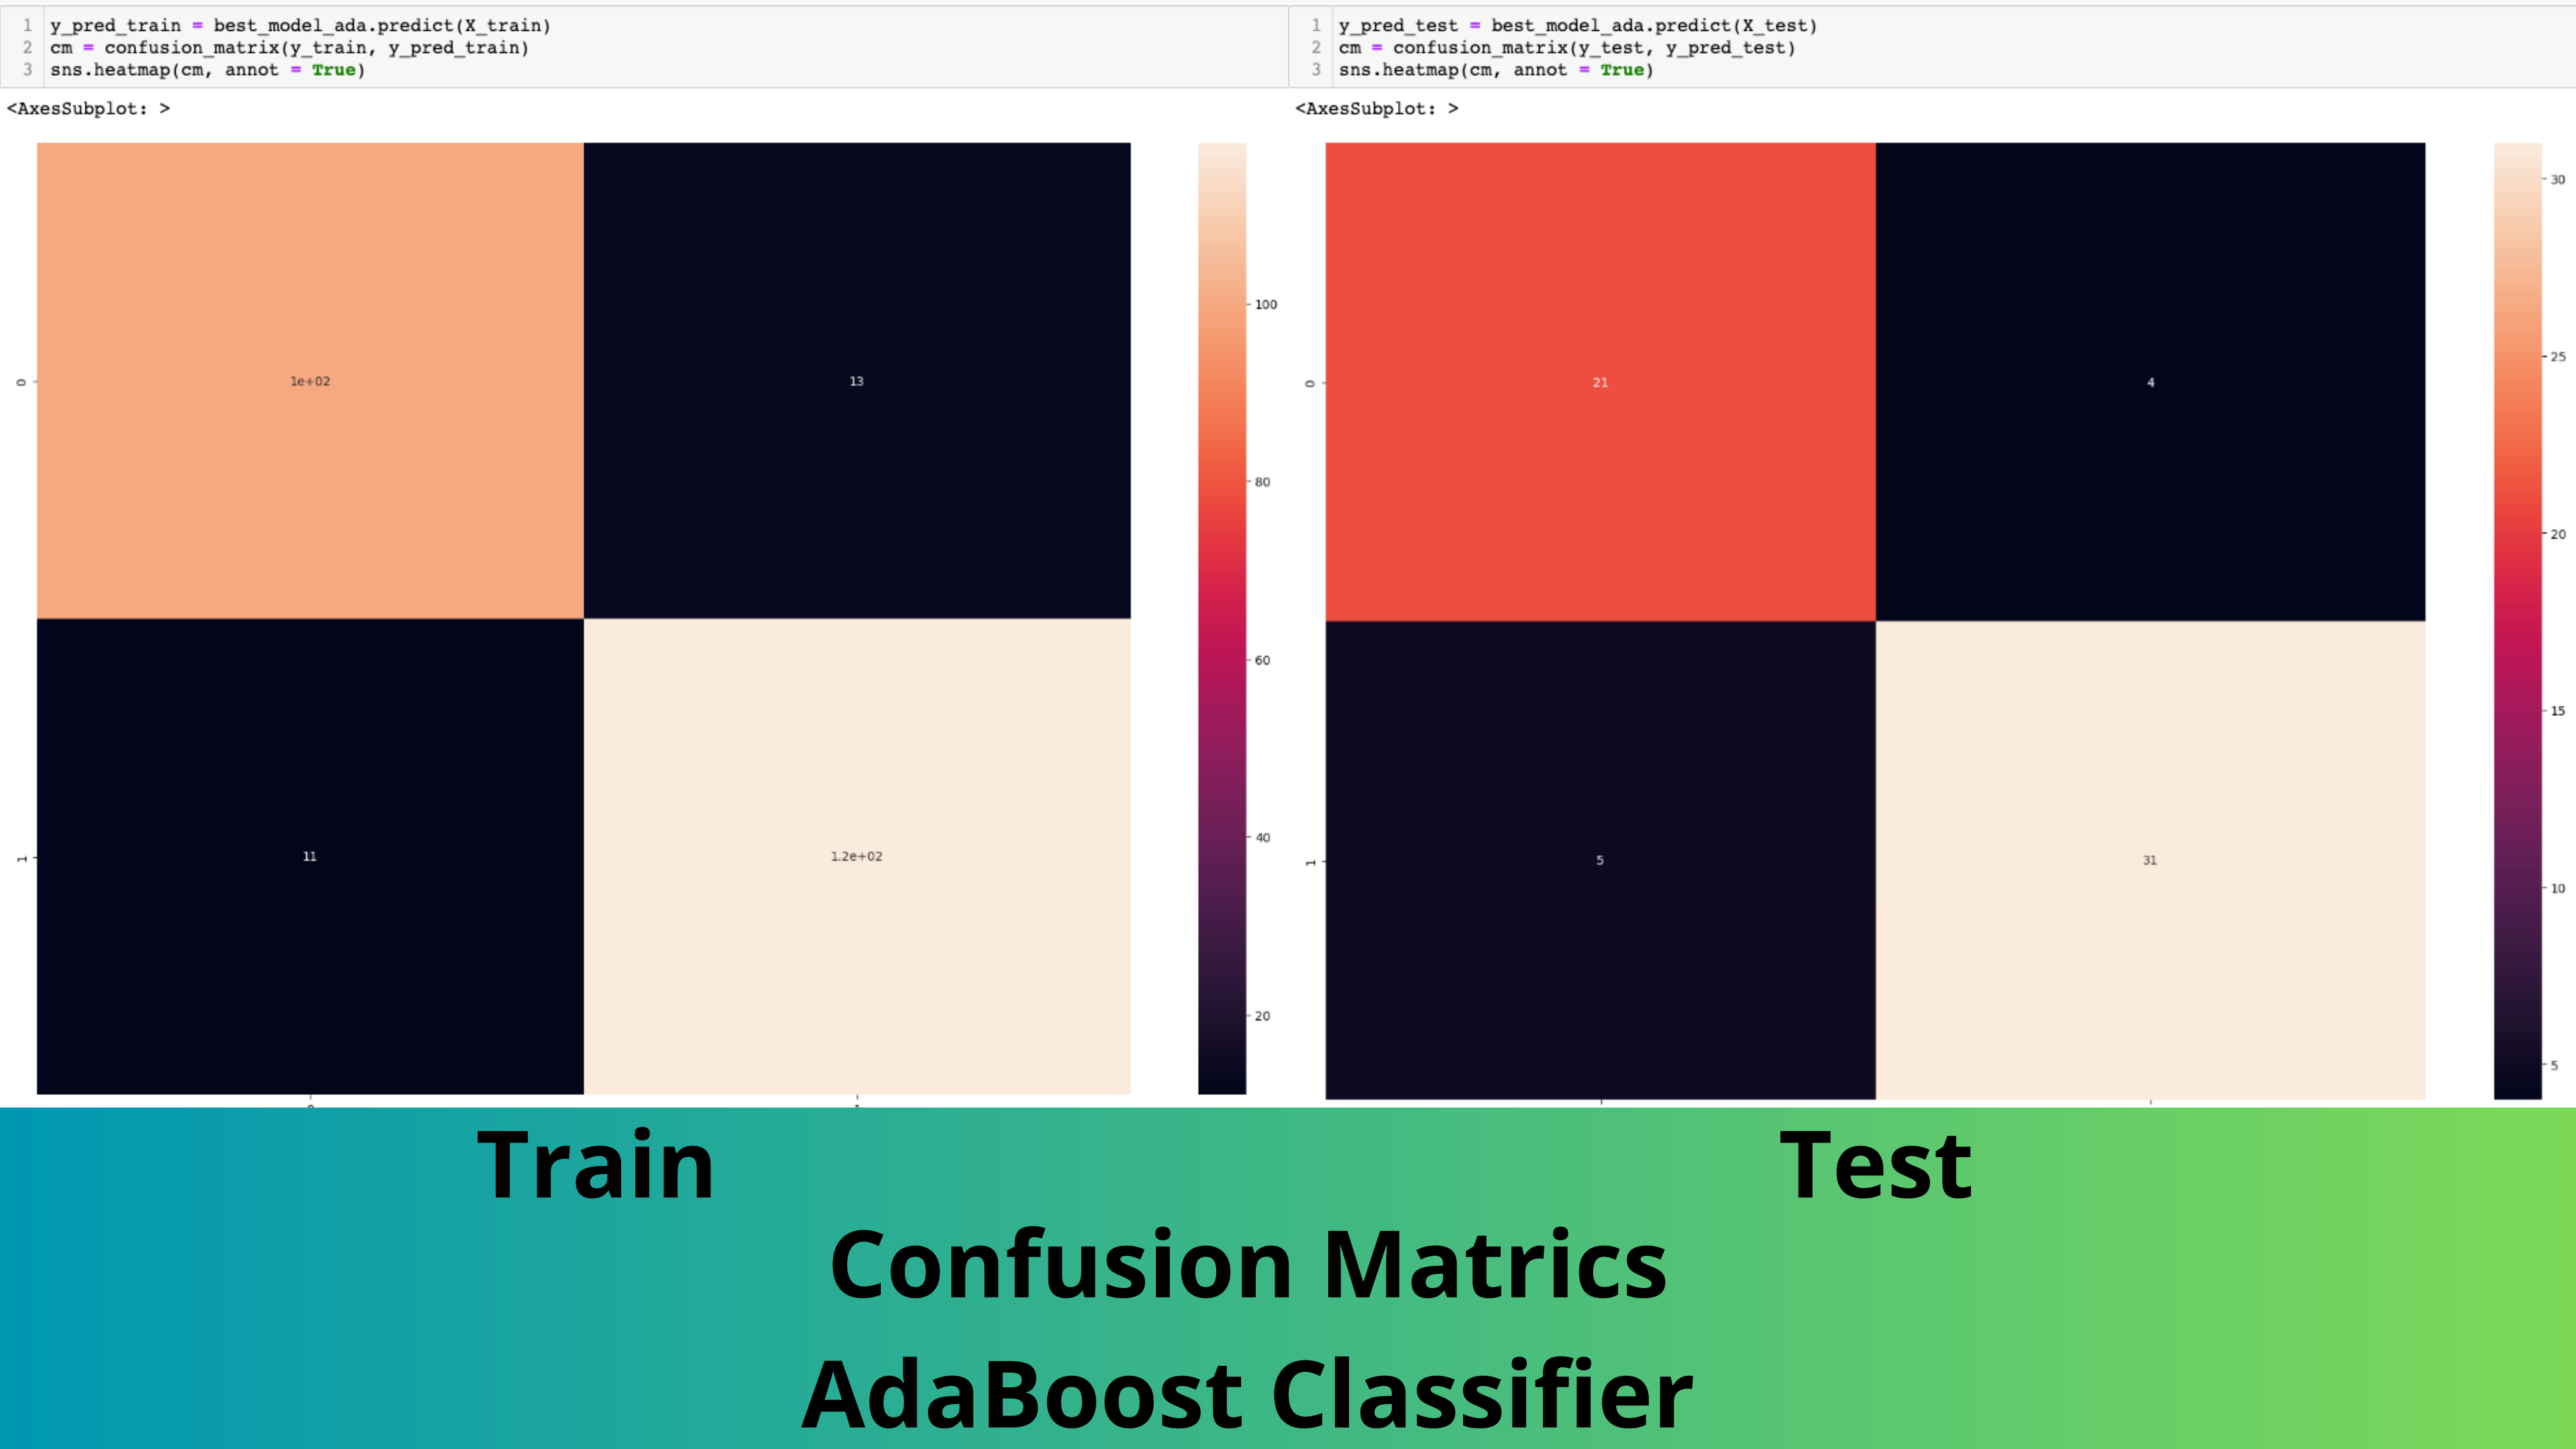 1 y_pred_train = best_model_ada.predict(X_train)
2 cm = confusion_matrix(y_train, y_pred_train)
3 sns.heatmap(cm, annot = True)
<AxesSubplot: >
0
1e+02
13
1
11
1.2e+02
100
80
60
40
20
1
1 y_pred_test = best_model_ada.predict(X_test)
2 cm = confusion_matrix(y_test, y_pred_test)
3 sns.heatmap(cm, annot = True)
<AxesSubplot: >
0
21
4
1
5
31
30
25
20
15
10
5
Train
Test
Confusion Matrics
AdaBoost Classifier